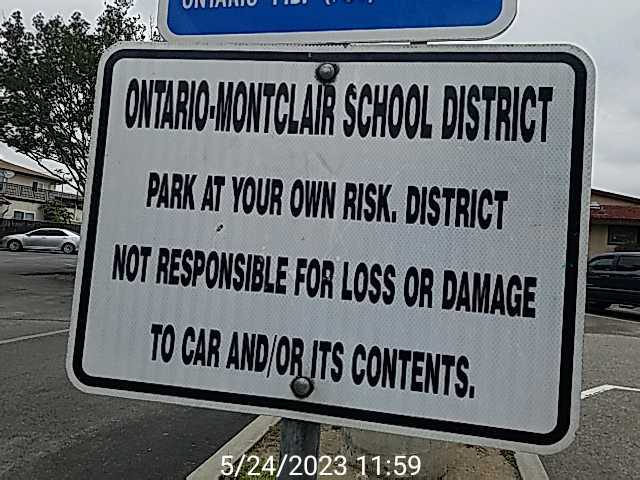 ONTARIO
ONTARIO-MONTCLAIR SCHOOL DISTRICT
PARK AT YOUR OWN RISK. DISTRICT
NOT RESPONSIBLE FOR LOSS OR DAMAGE
TO CAR AND/OR ITS CONTENTS.
5/24/2023 11:59